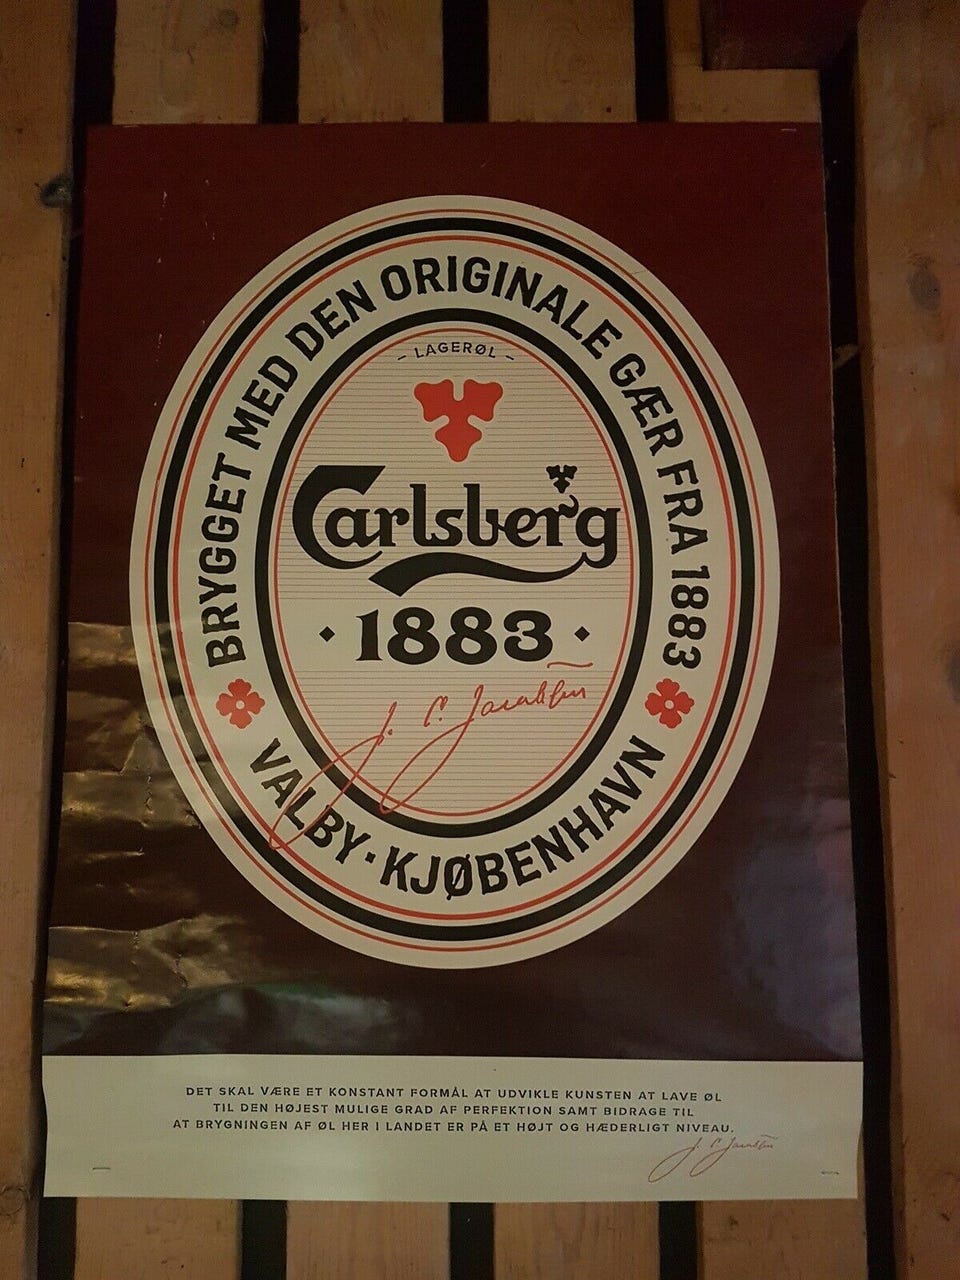 BRYGGET MED DEN ORIGINALE GÆR FRA 1883
- LAGERØL -
Carlsberg
· 1883 ·
J. C. Jacobsen
VALBY · KJØBENHAVN
DET SKAL VÆRE ET KONSTANT FORMÅL AT UDVIKLE KUNSTEN AT LAVE ØL
TIL DEN HØJEST MULIGE GRAD AF PERFEKTION SAMT BIDRAGE TIL
AT BRYGNINGEN AF ØL HER I LANDET ER PÅ ET HØJT OG HÆDERLIGT NIVEAU.
J. C. Jacobsen